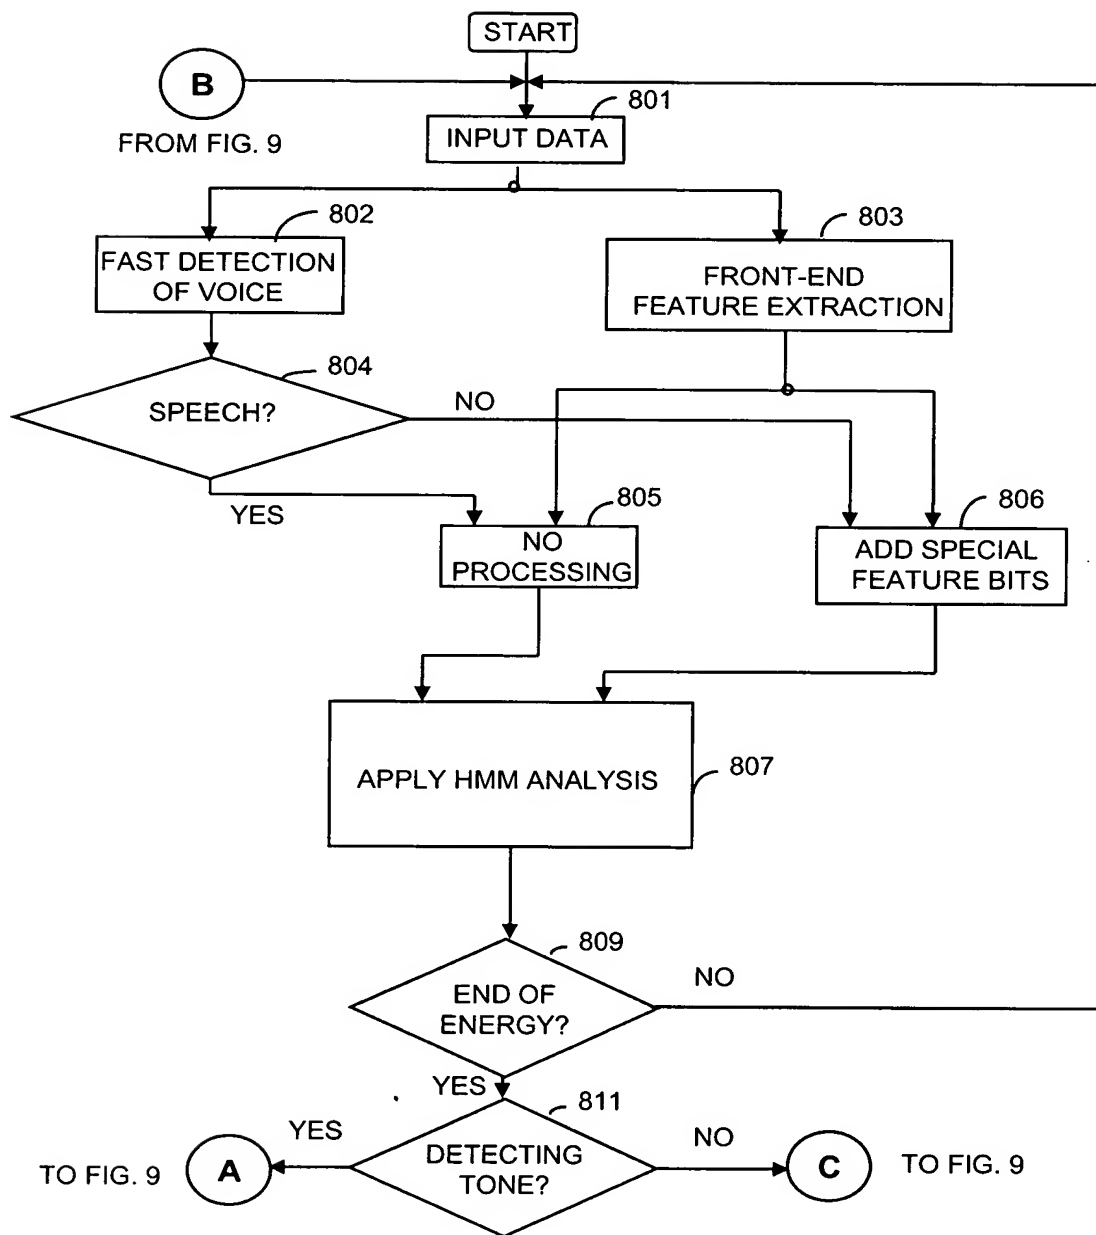 START
B
FROM FIG. 9
801
INPUT DATA
802
FAST DETECTION
OF VOICE
803
FRONT-END
FEATURE EXTRACTION
804
SPEECH?
NO
YES
805
NO
PROCESSING
806
ADD SPECIAL
FEATURE BITS
APPLY HMM ANALYSIS
807
809
END OF
ENERGY?
NO
YES
811
DETECTING
TONE?
YES
NO
TO FIG. 9
A
C
TO FIG. 9